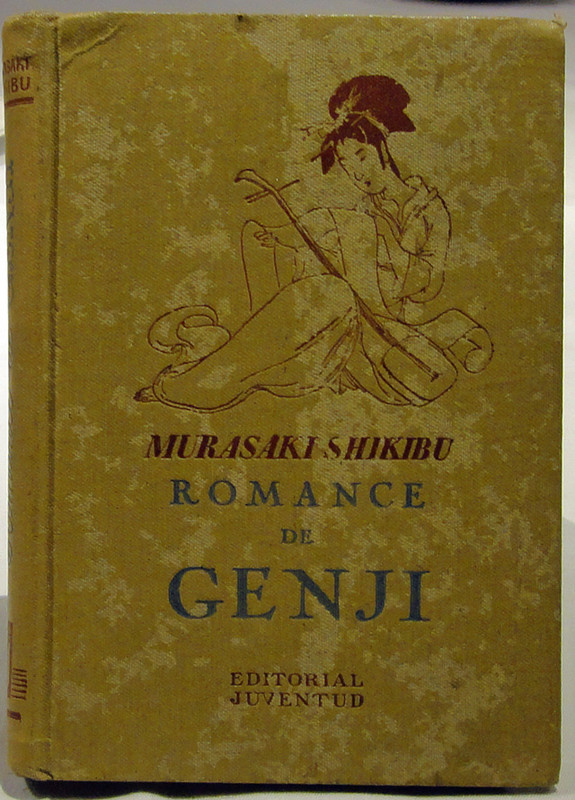 MURASAKI SHIKIBU
ROMANCE
DE
GENJI
EDITORIAL
JUVENTUD